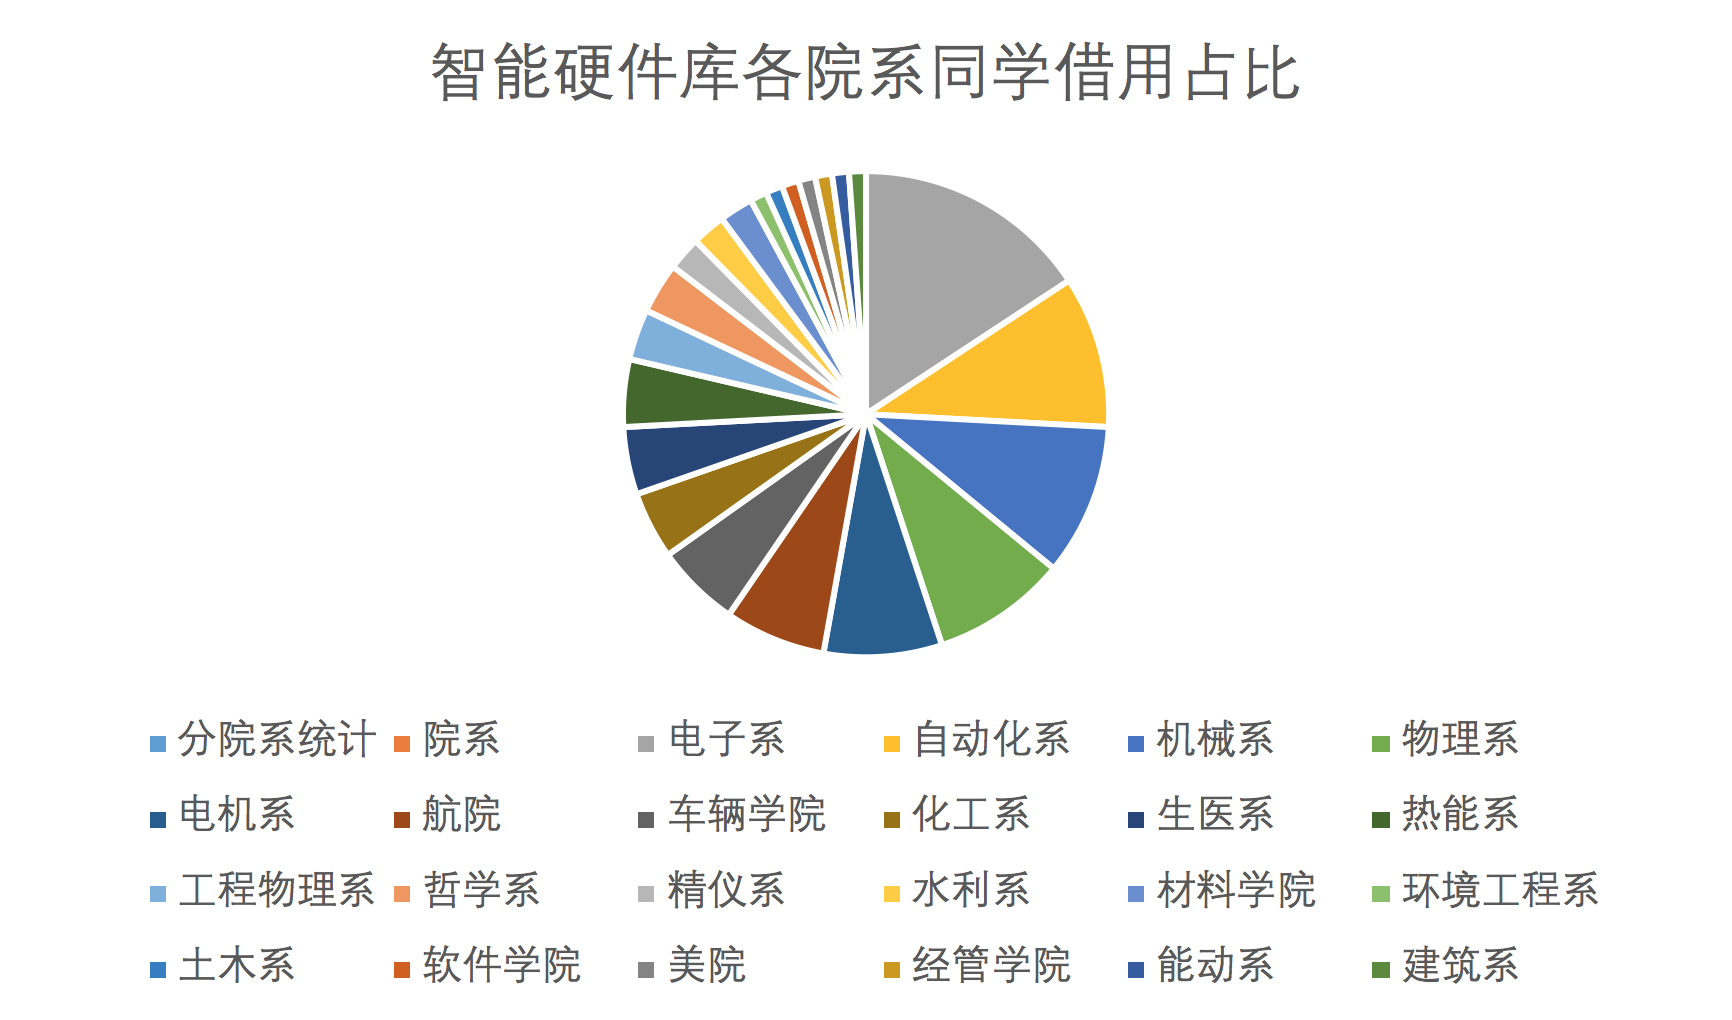 智能硬件库各院系同学借用占比
分院系统计 院系 电子系 自动化系 机械系 物理系
电机系 航院 车辆学院 化工系 生医系 热能系
工程物理系 哲学系 精仪系 水利系 材料学院 环境工程系
土木系 软件学院 美院 经管学院 能动系 建筑系